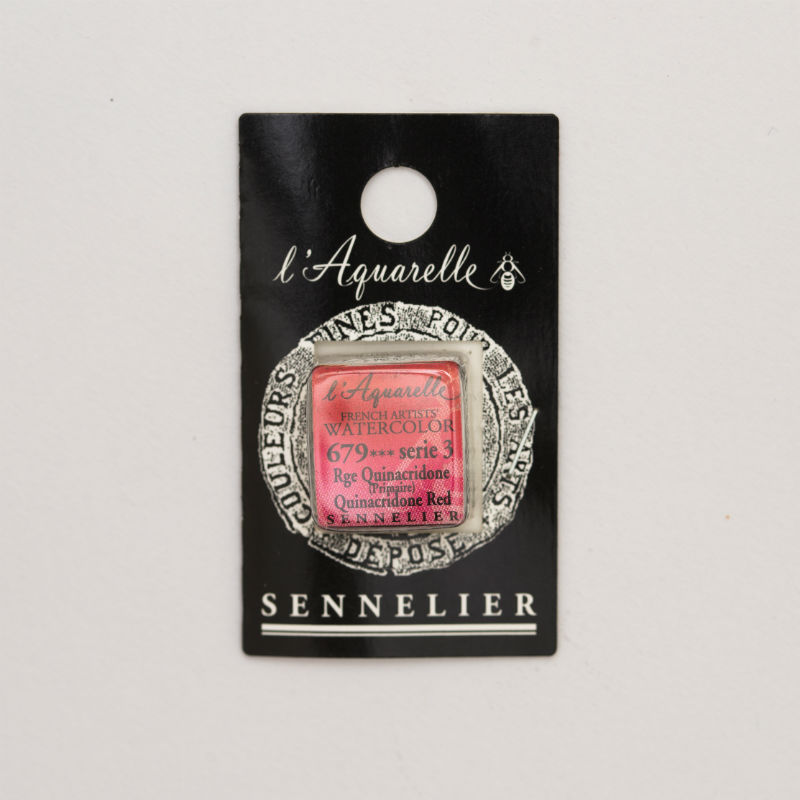 l'Aquarelle
COULEURS FINES POUR LES ARTS
l'Aquarelle
FRENCH ARTISTS'
WATERCOLOR
679*** serie 3
Rge Quinacridone
(Primaire)
Quinacridone Red
SENNELIER
DEPOSE
SENNELIER